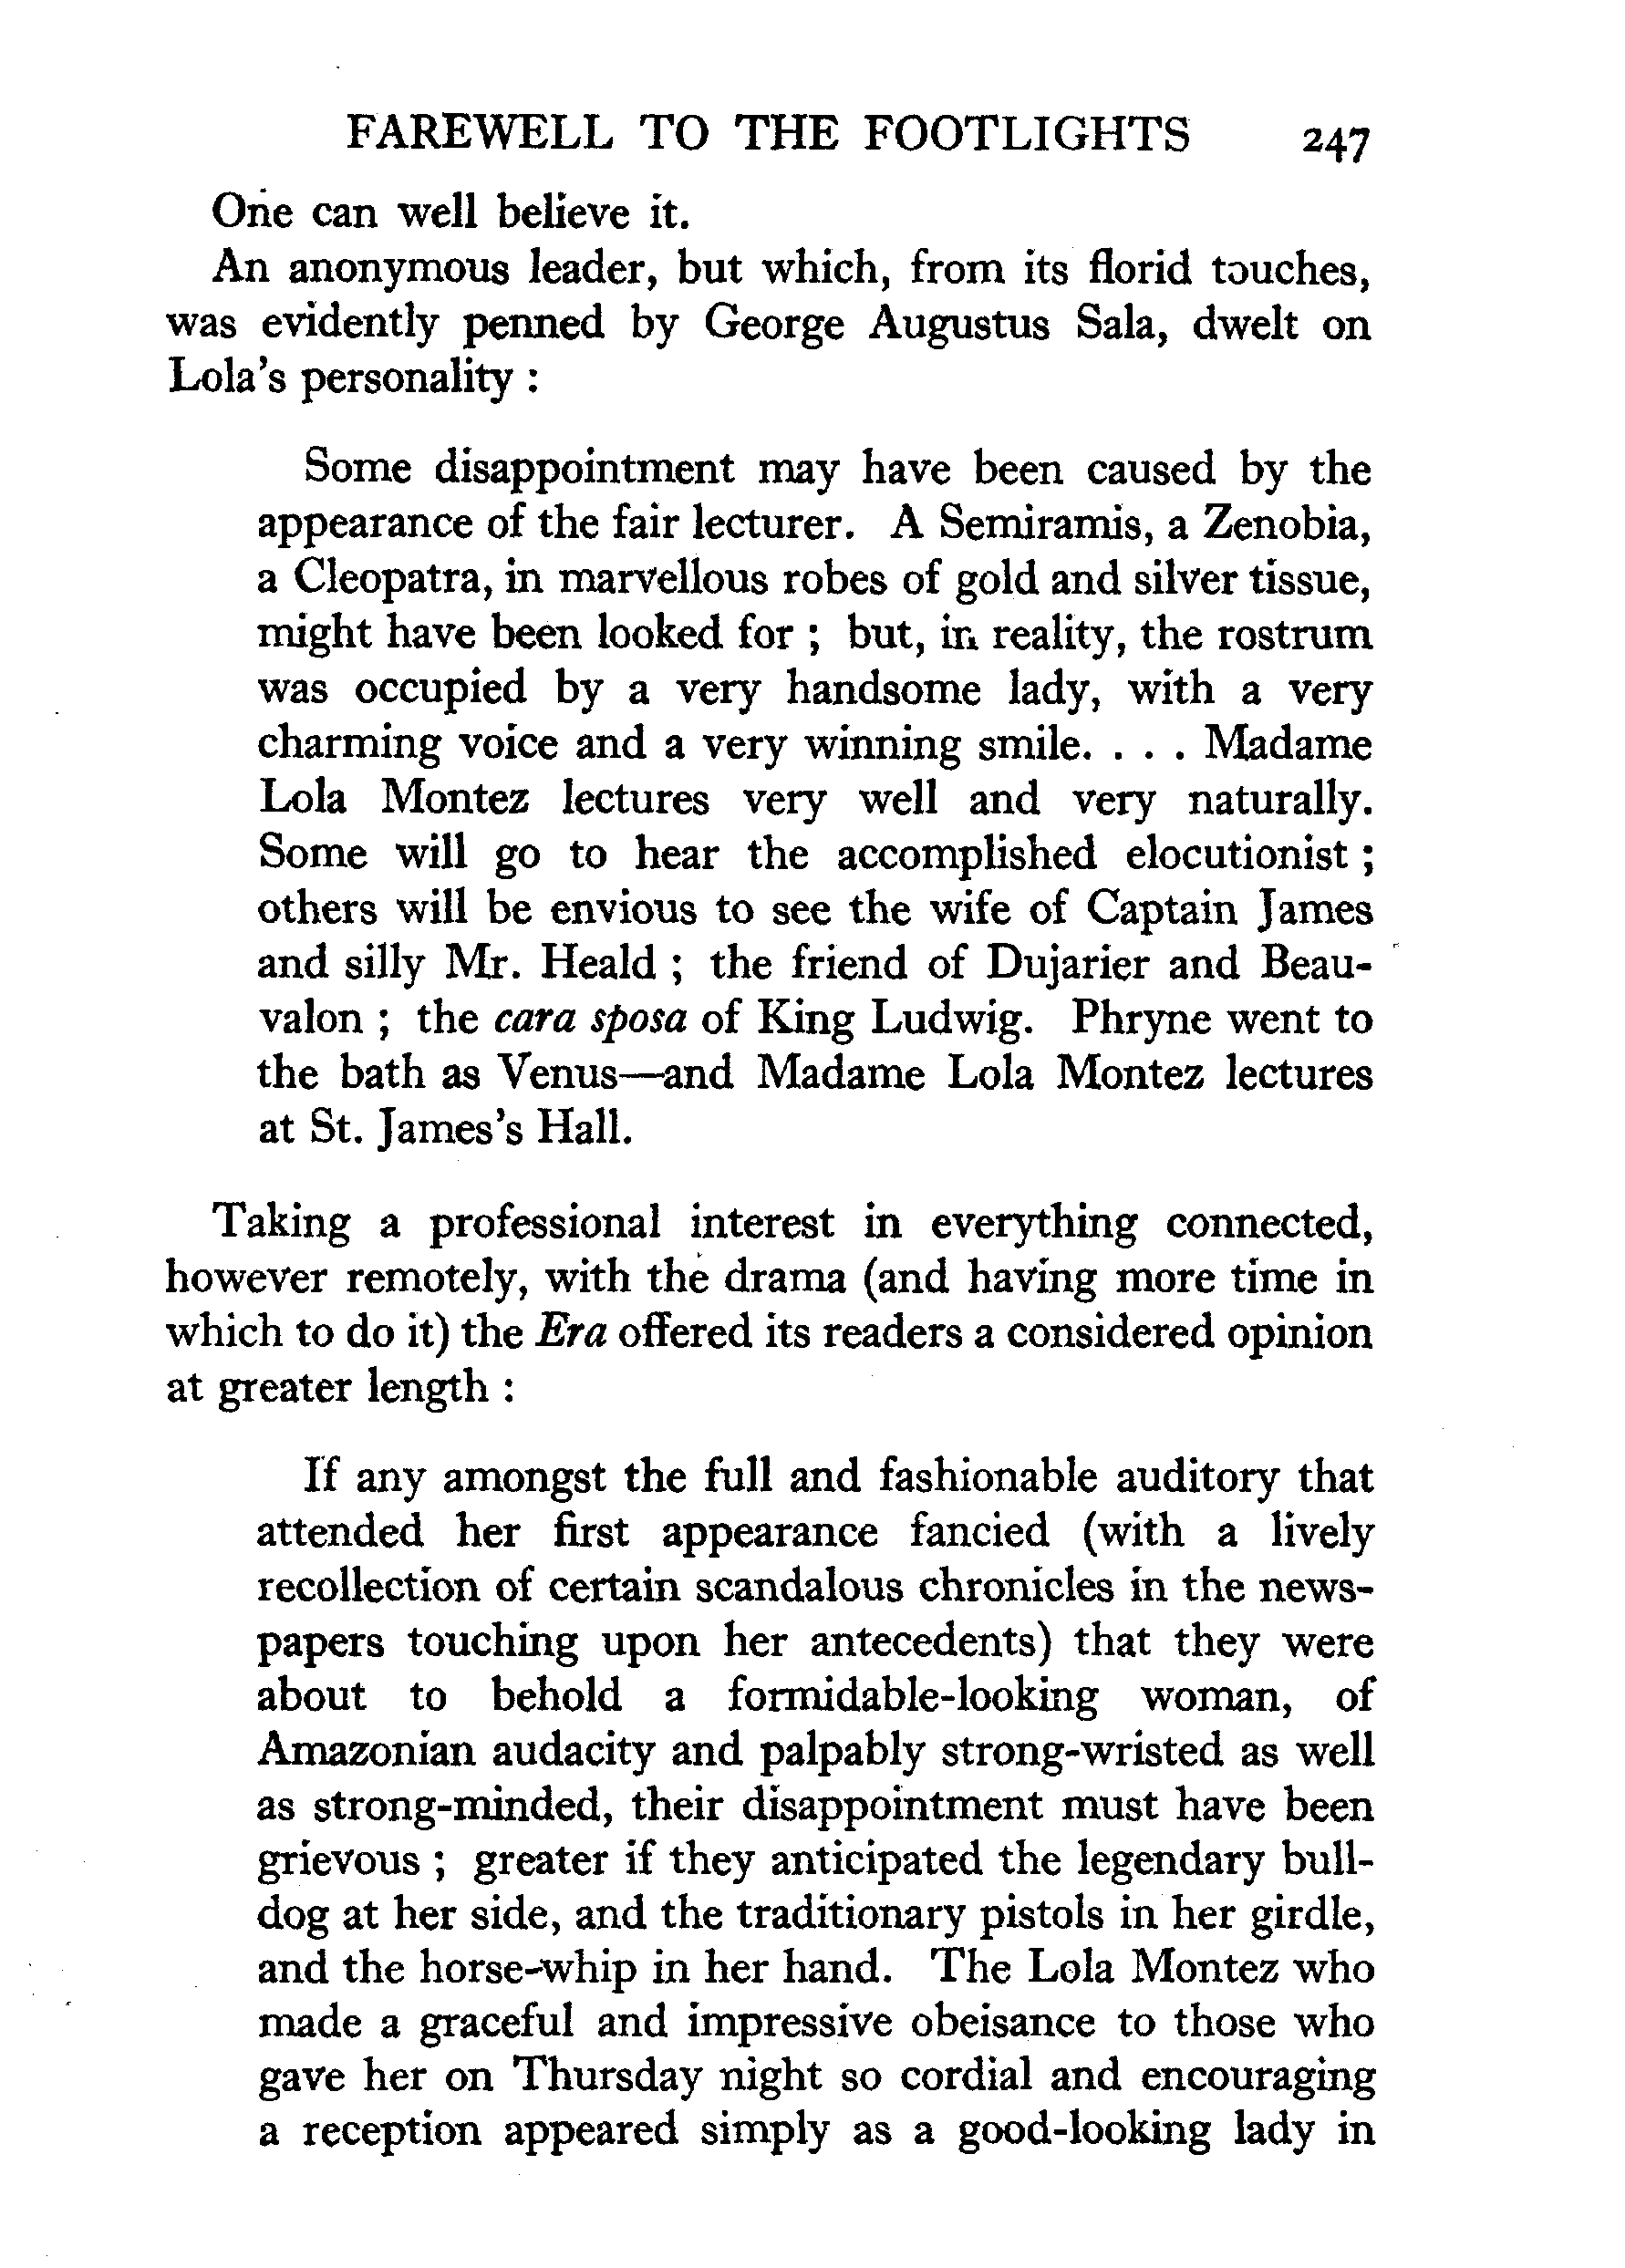 FAREWELL TO THE FOOTLIGHTS 247
One can well believe it.
An anonymous leader, but which, from its florid touches,
was evidently penned by George Augustus Sala, dwelt on
Lola's personality :
Some disappointment may have been caused by the
appearance of the fair lecturer. A Semiramis, a Zenobia,
a Cleopatra, in marvellous robes of gold and silver tissue,
might have been looked for ; but, in reality, the rostrum
was occupied by a very handsome lady, with a very
charming voice and a very winning smile. . . . Madame
Lola Montez lectures very well and very naturally.
Some will go to hear the accomplished elocutionist ;
others will be envious to see the wife of Captain James
and silly Mr. Heald ; the friend of Dujarier and Beau-
valon ; the cara sposa of King Ludwig. Phryne went to
the bath as Venus—and Madame Lola Montez lectures
at St. James's Hall.
Taking a professional interest in everything connected,
however remotely, with the drama (and having more time in
which to do it) the Era offered its readers a considered opinion
at greater length :
If any amongst the full and fashionable auditory that
attended her first appearance fancied (with a lively
recollection of certain scandalous chronicles in the news-
papers touching upon her antecedents) that they were
about to behold a formidable-looking woman, of
Amazonian audacity and palpably strong-wristed as well
as strong-minded, their disappointment must have been
grievous ; greater if they anticipated the legendary bull-
dog at her side, and the traditionary pistols in her girdle,
and the horse-whip in her hand. The Lola Montez who
made a graceful and impressive obeisance to those who
gave her on Thursday night so cordial and encouraging
a reception appeared simply as a good-looking lady in